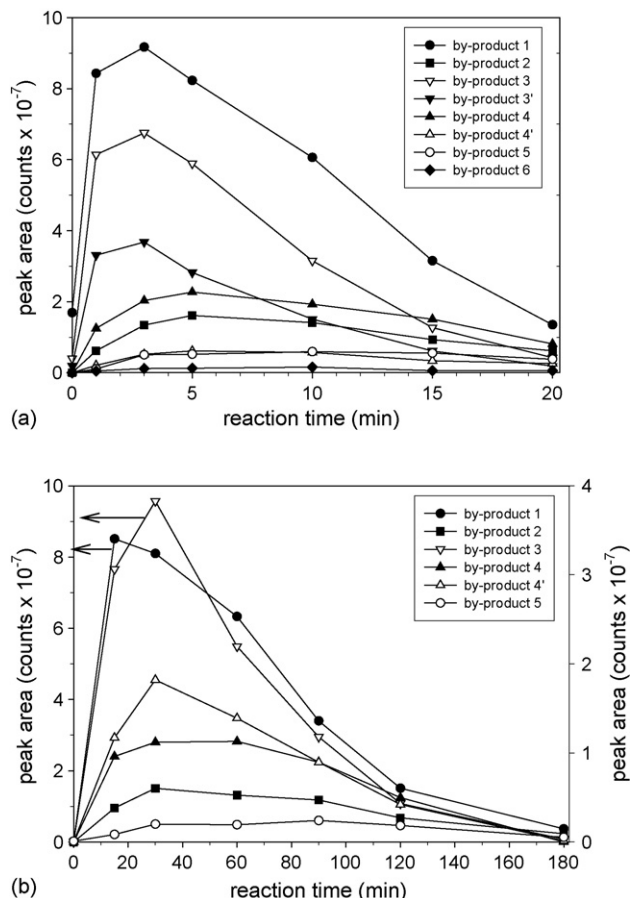 10
8
6
4
2
0
peak area (counts x 10-7)
by-product 1
by-product 2
by-product 3
by-product 3'
by-product 4
by-product 4'
by-product 5
by-product 6
0 5 10 15 20
reaction time (min)
(a)
10
8
6
4
2
0
peak area (counts x 10-7)
by-product 1
by-product 2
by-product 3
by-product 4
by-product 4'
by-product 5
4
3
2
1
0
peak area (counts x 10-7)
0 20 40 60 80 100 120 140 160 180
reaction time (min)
(b)